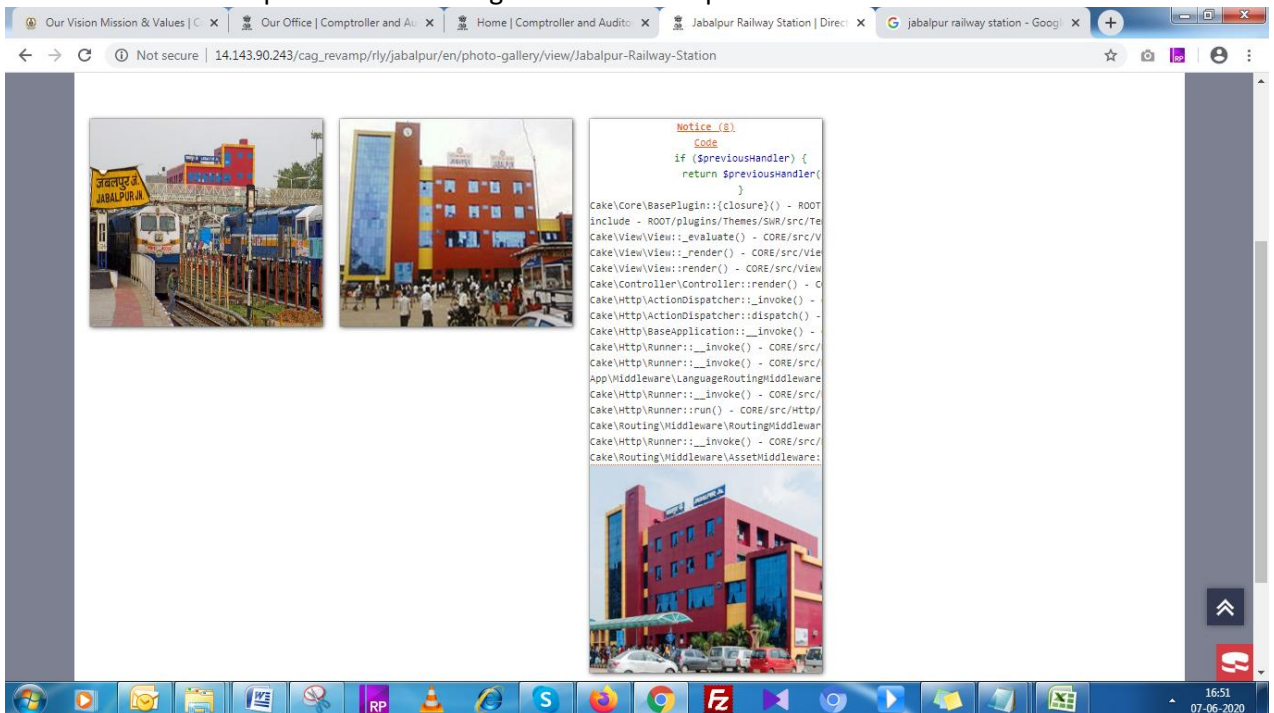 Our Vision Mission & Values | C
Our Office | Comptroller and Au
Home | Comptroller and Audito
Jabalpur Railway Station | Direct
jabalpur railway station - Googl
Not secure | 14.143.90.243/cag_revamp/rly/jabalpur/en/photo-gallery/view/Jabalpur-Railway-Station
जबलपुर ज.
JABALPUR JN.
Notice (8)
Code
if ($previousHandler) {
return $previousHandler(
}
Cake\Core\BasePlugin::{closure}() - ROOT
include - ROOT/plugins/Themes/SWR/src/Te
Cake\View\View::_evaluate() - CORE/src/V
Cake\View\View::_render() - CORE/src/Vie
Cake\View\View::render() - CORE/src/View
Cake\Controller\Controller::render() - C
Cake\Http\ActionDispatcher::_invoke() -
Cake\Http\ActionDispatcher::dispatch() -
Cake\Http\BaseApplication::__invoke() -
Cake\Http\Runner::__invoke() - CORE/src/
Cake\Http\Runner::__invoke() - CORE/src/
App\Middleware\LanguageRoutingMiddleware
Cake\Http\Runner::__invoke() - CORE/src/
Cake\Http\Runner::run() - CORE/src/Http/
Cake\Routing\Middleware\RoutingMiddlewar
Cake\Http\Runner::__invoke() - CORE/src/
Cake\Routing\Middleware\AssetMiddleware:
JABALPUR Jn.
RP
16:51
07-06-2020